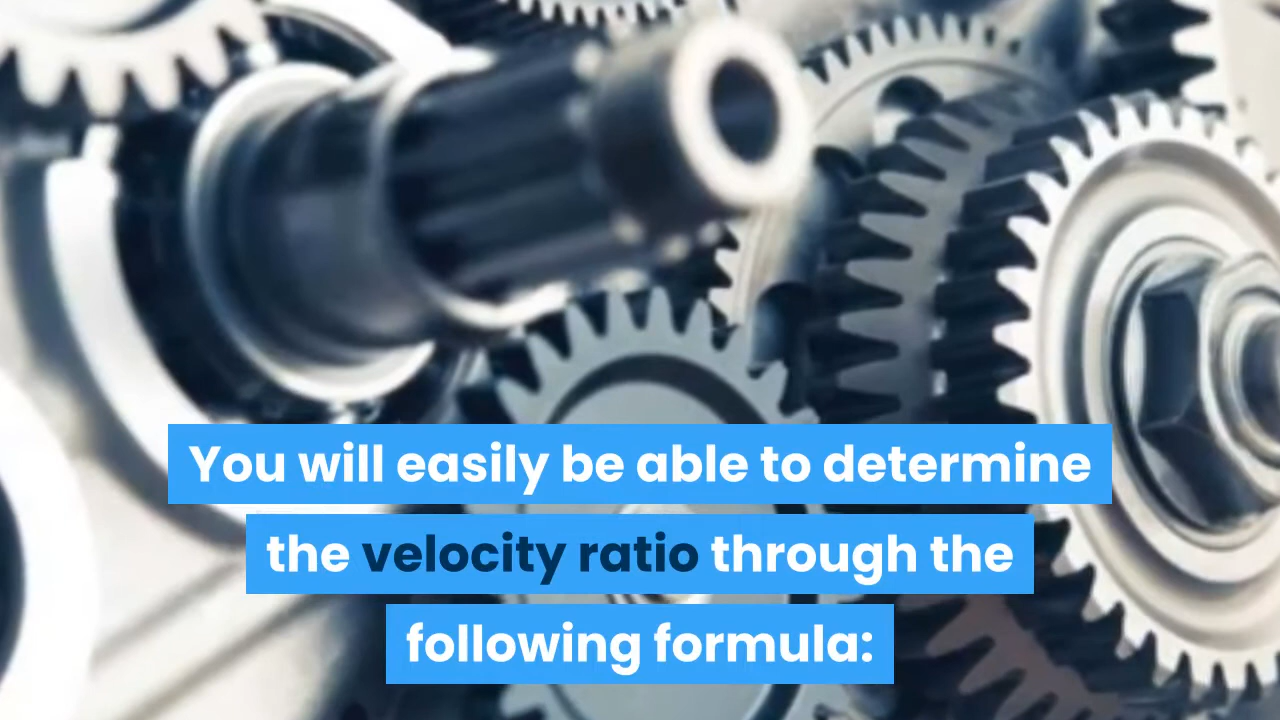 You will easily be able to determine
the velocity ratio through the
following formula: